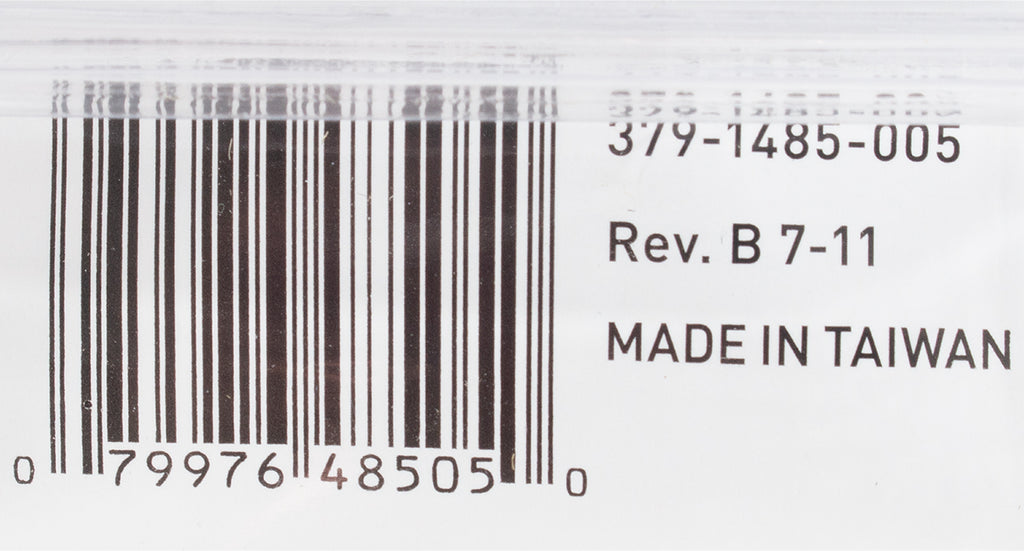 379-1485-005
Rev. B 7-11
MADE IN TAIWAN
0 79976 48505 0